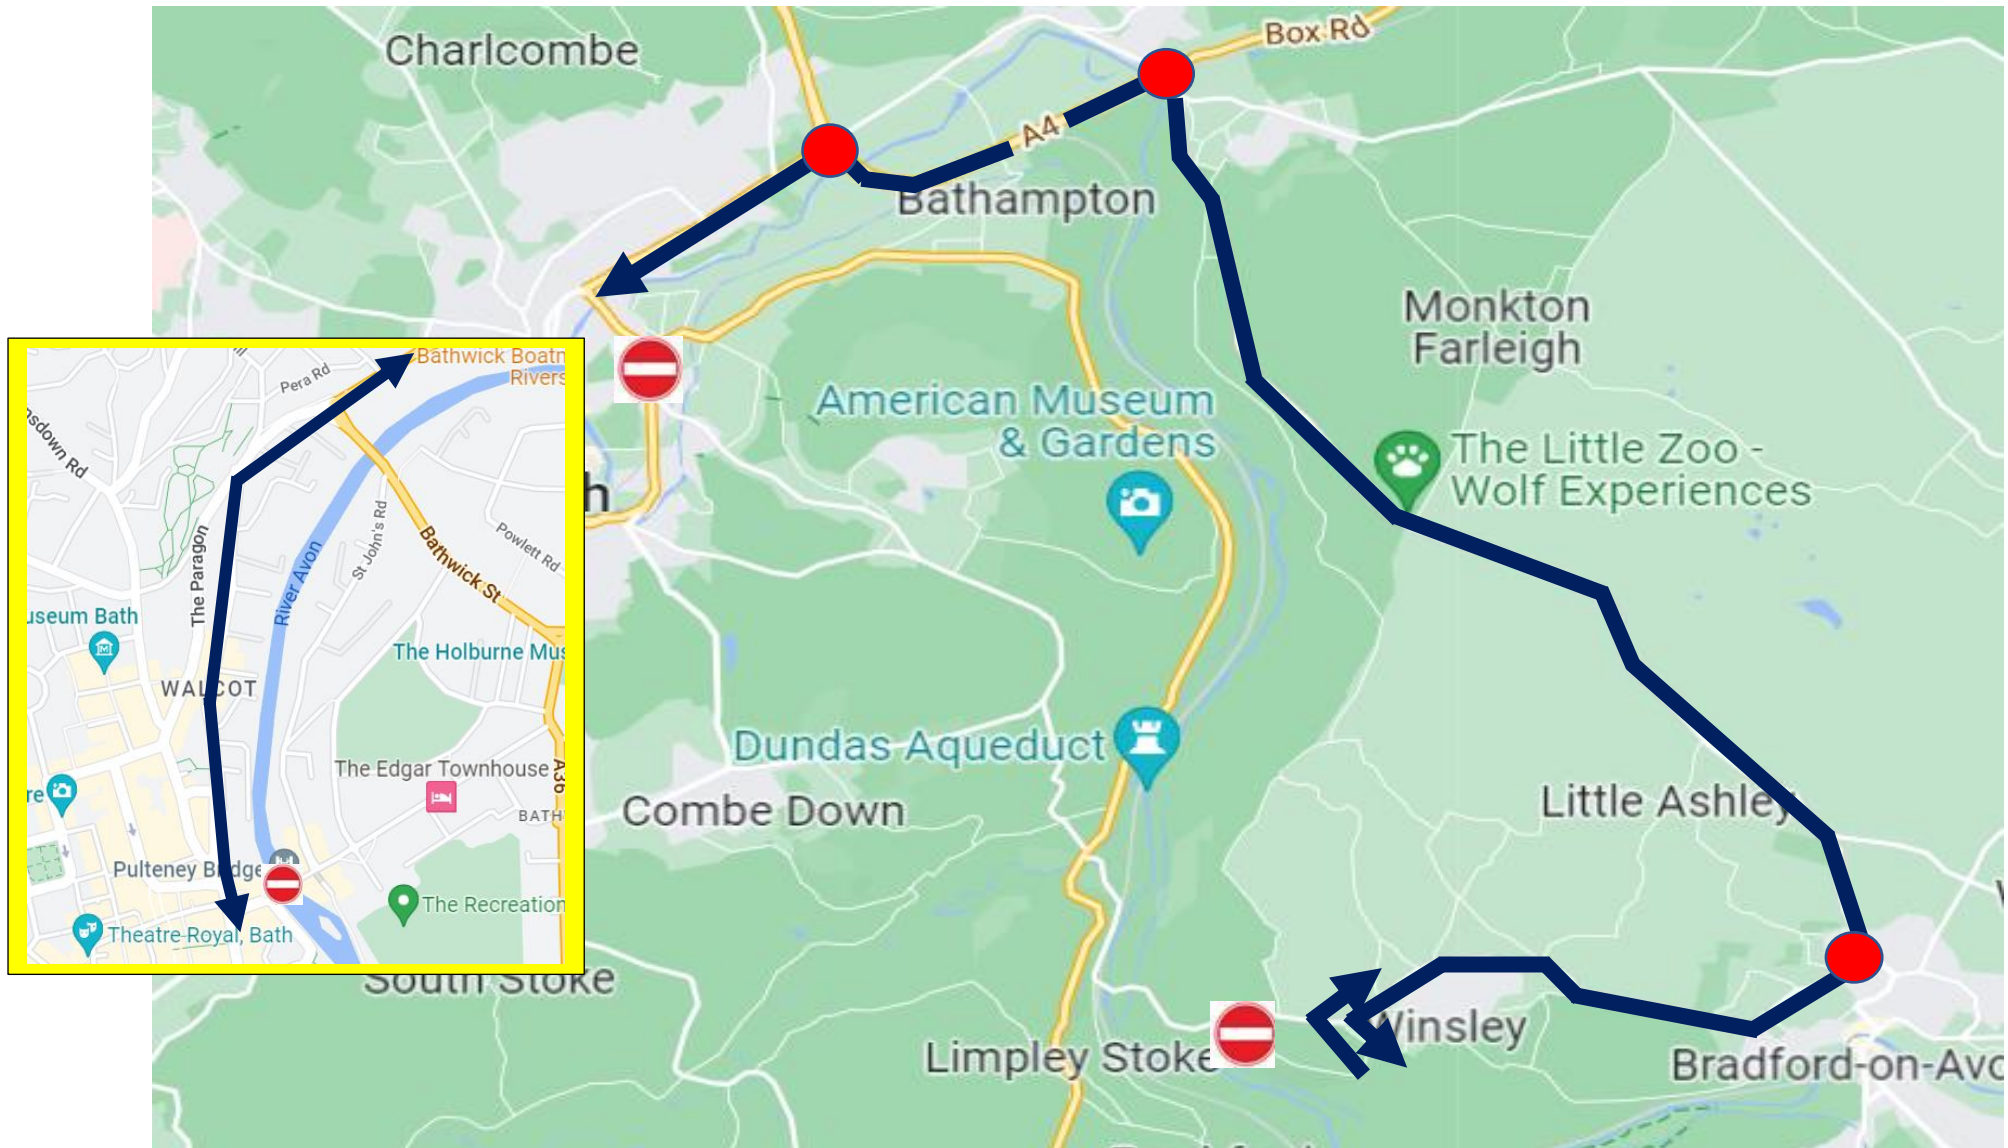 Charlcombe
Box Rd
A4
Bathampton
Monkton
Farleigh
American Museum
& Gardens
The Little Zoo -
Wolf Experiences
h
Dundas Aqueduct
Combe Down
Little Ashley
South Stoke
Limpley Stoke
Winsley
Bradford-on-Avo
Bathwick Boatm
Rivers
Pera Rd
nsdown Rd
The Paragon
River Avon
St John's Rd
Bathwick St
Powlett Rd
useum Bath
The Holburne Mus
WALCOT
The Edgar Townhouse
A36
re
BATH
Pulteney Bridge
The Recreation
Theatre Royal, Bath